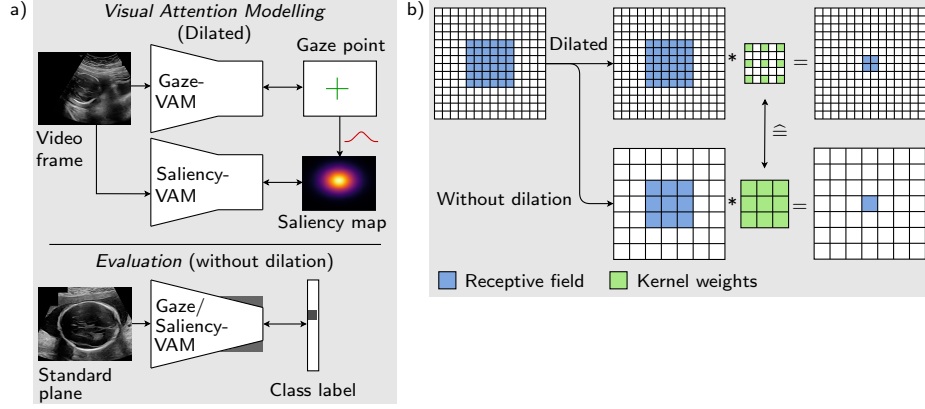 a)
Visual Attention Modelling
(Dilated)
Gaze point
Gaze-
VAM
Video
frame
Saliency-
VAM
Saliency map
Evaluation (without dilation)
Gaze/
Saliency-
VAM
Standard
plane
Class label
b)
Dilated
*
=
≙
Without dilation
*
=
Receptive field
Kernel weights